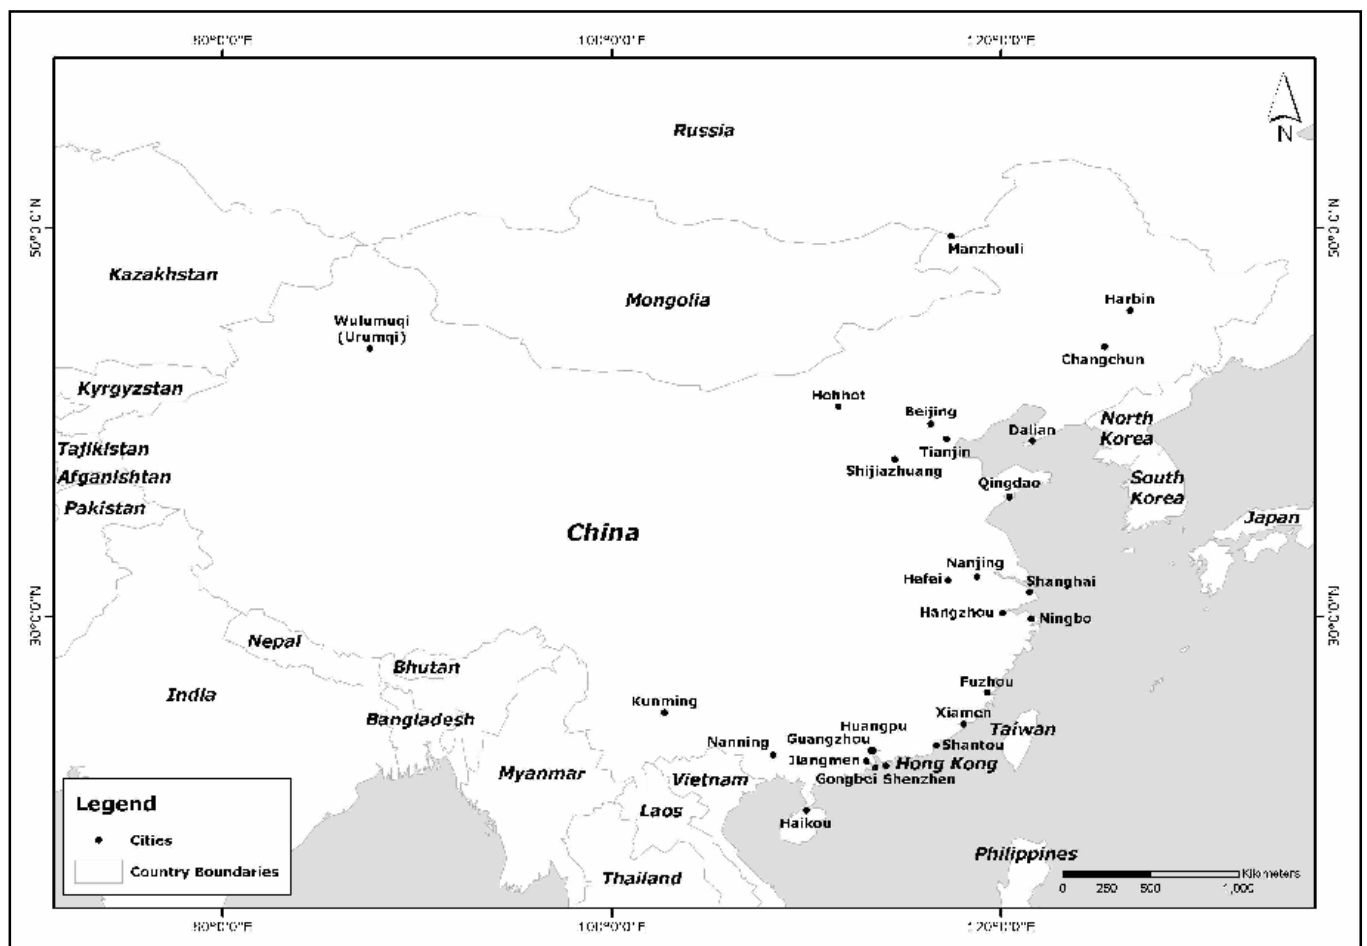 80°0'0"E 100°0'0"E 120°0'0"E
N
Russia
50°0'0"N
50°0'0"N
Manzhouli
Kazakhstan
Mongolia
Harbin
Wulumuqi
(Urumqi)
Changchun
Kyrgyzstan
Hohhot
Beijing
Dalian
North
Korea
Tajikistan
Tianjin
Shijiazhuang
Afganishtan
Qingdao
South
Korea
Pakistan
Japan
China
Nanjing
Hefei
Shanghai
30°0'0"N
30°0'0"N
Hangzhou
Ningbo
Nepal
Bhutan
Fuzhou
India
Kunming
Xiamen
Bangladesh
Huangpu
Taiwan
Guangzhou
Nanning
Shantou
Jiangmen
Hong Kong
Myanmar
Vietnam
Gongbei Shenzhen
Legend
Laos
Haikou
Cities
Philippines
Country Boundaries
Thailand
Kilometers
0 250 500 1,000
80°0'0"E 100°0'0"E 120°0'0"E